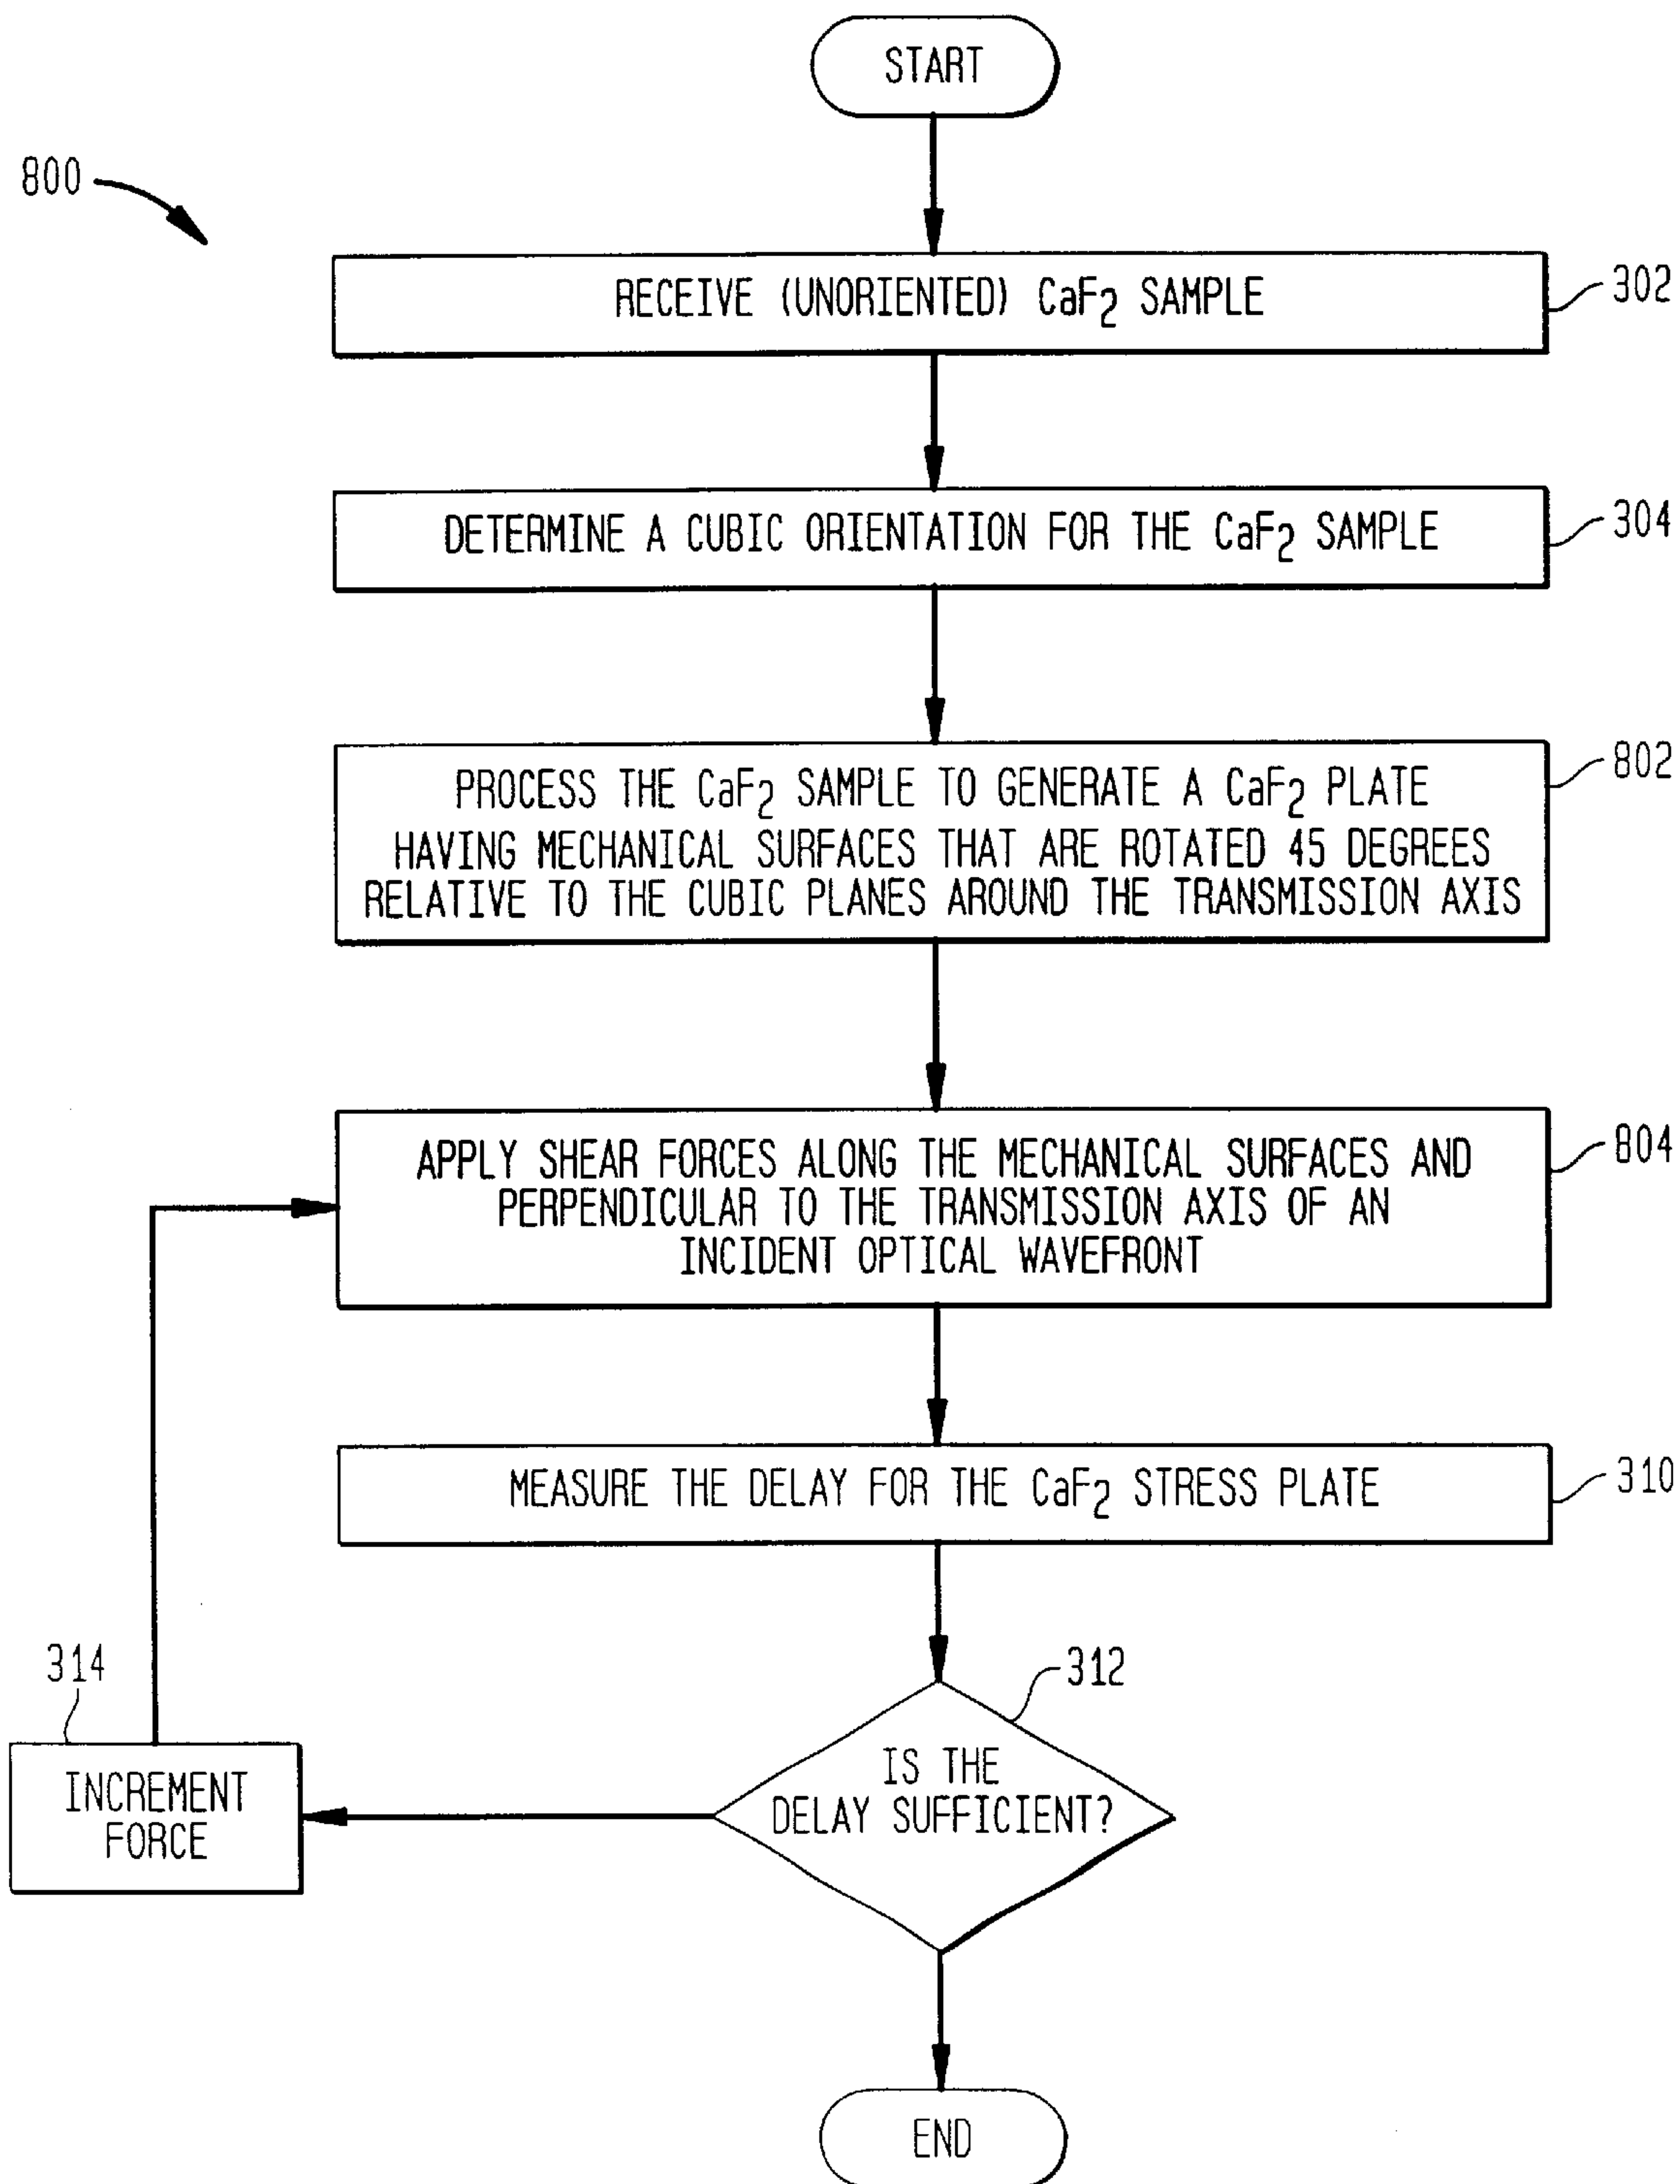 START
800
RECEIVE (UNORIENTED) CaF2 SAMPLE
302
DETERMINE A CUBIC ORIENTATION FOR THE CaF2 SAMPLE
304
PROCESS THE CaF2 SAMPLE TO GENERATE A CaF2 PLATE
HAVING MECHANICAL SURFACES THAT ARE ROTATED 45 DEGREES
RELATIVE TO THE CUBIC PLANES AROUND THE TRANSMISSION AXIS
802
APPLY SHEAR FORCES ALONG THE MECHANICAL SURFACES AND
PERPENDICULAR TO THE TRANSMISSION AXIS OF AN
INCIDENT OPTICAL WAVEFRONT
804
MEASURE THE DELAY FOR THE CaF2 STRESS PLATE
310
312
IS THE
DELAY SUFFICIENT?
314
INCREMENT
FORCE
END